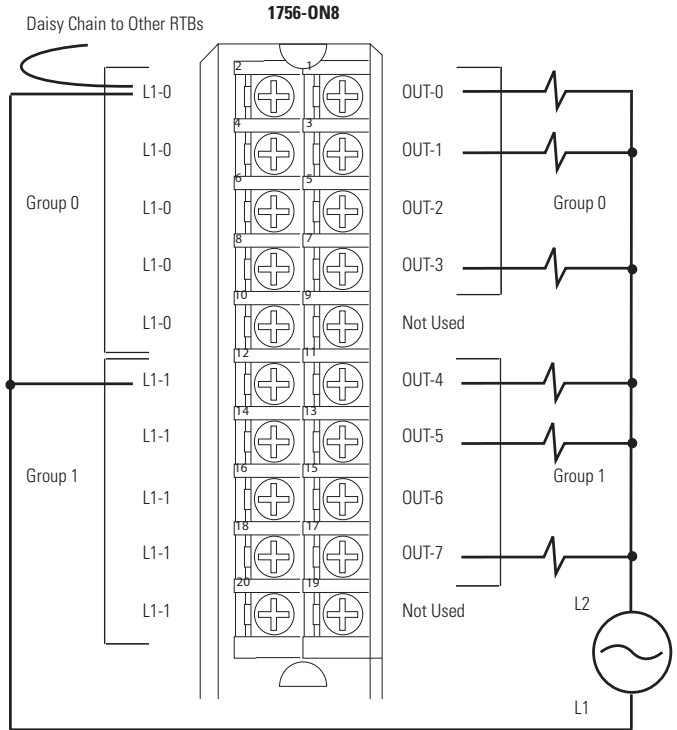 1756-ON8
Daisy Chain to Other RTBs
L1-0 2 1 OUT-0
L1-0 4 3 OUT-1
Group 0 L1-0 6 5 OUT-2 Group 0
L1-0 8 7 OUT-3
L1-0 10 9 Not Used
L1-1 12 11 OUT-4
L1-1 14 13 OUT-5
Group 1 L1-1 16 15 OUT-6 Group 1
L1-1 18 17 OUT-7
L1-1 20 19 Not Used
L2
L1